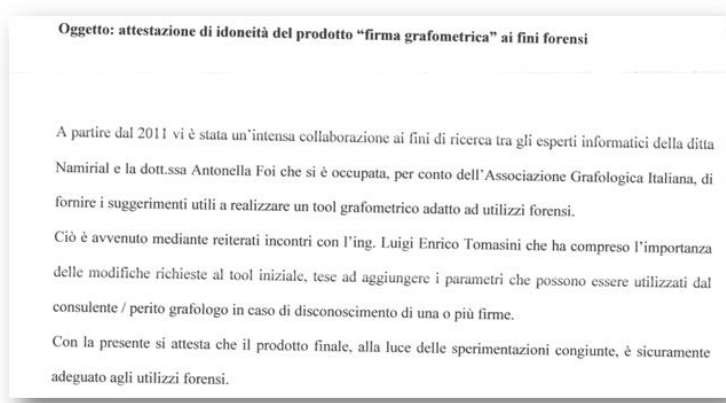 Oggetto: attestazione di idoneità del prodotto “firma grafometrica” ai fini forensi
A partire dal 2011 vi è stata un’intensa collaborazione ai fini di ricerca tra gli esperti informatici della ditta
Namirial e la dott.ssa Antonella Foi che si è occupata, per conto dell’Associazione Grafologica Italiana, di
fornire i suggerimenti utili a realizzare un tool grafometrico adatto ad utilizzi forensi.
Ciò è avvenuto mediante reiterati incontri con l’ing. Luigi Enrico Tomasini che ha compreso l’importanza
delle modifiche richieste al tool iniziale, tese ad aggiungere i parametri che possono essere utilizzati dal
consulente / perito grafologo in caso di disconoscimento di una o più firme.
Con la presente si attesta che il prodotto finale, alla luce delle sperimentazioni congiunte, è sicuramente
adeguato agli utilizzi forensi.